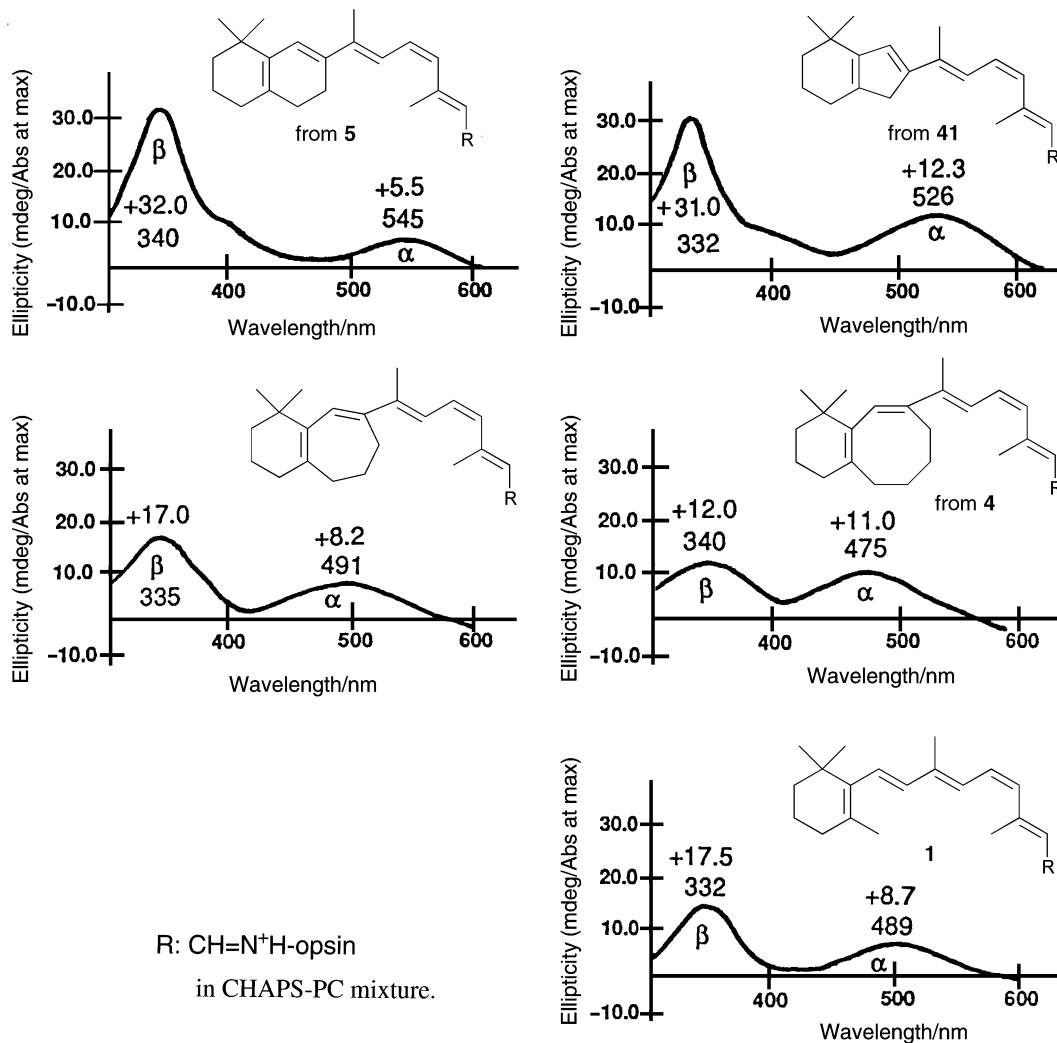 Ellipticity (mdeg/Abs at max)
30.0
20.0
10.0
−10.0
β
+32.0
340
+5.5
545
α
400
500
600
Wavelength/nm
from 5
R
Ellipticity (mdeg/Abs at max)
30.0
20.0
10.0
−10.0
β
+31.0
332
+12.3
526
α
400
500
600
Wavelength/nm
from 41
R
Ellipticity (mdeg/Abs at max)
30.0
20.0
10.0
−10.0
+17.0
β
335
+8.2
491
α
400
500
600
Wavelength/nm
R
Ellipticity (mdeg/Abs at max)
30.0
20.0
10.0
−10.0
+12.0
340
β
+11.0
475
α
400
500
600
Wavelength/nm
from 4
R
Ellipticity (mdeg/Abs at max)
30.0
20.0
10.0
−10.0
+17.5
332
β
+8.7
489
α
400
500
600
Wavelength/nm
1
R
R: CH=N⁺H-opsin
in CHAPS-PC mixture.